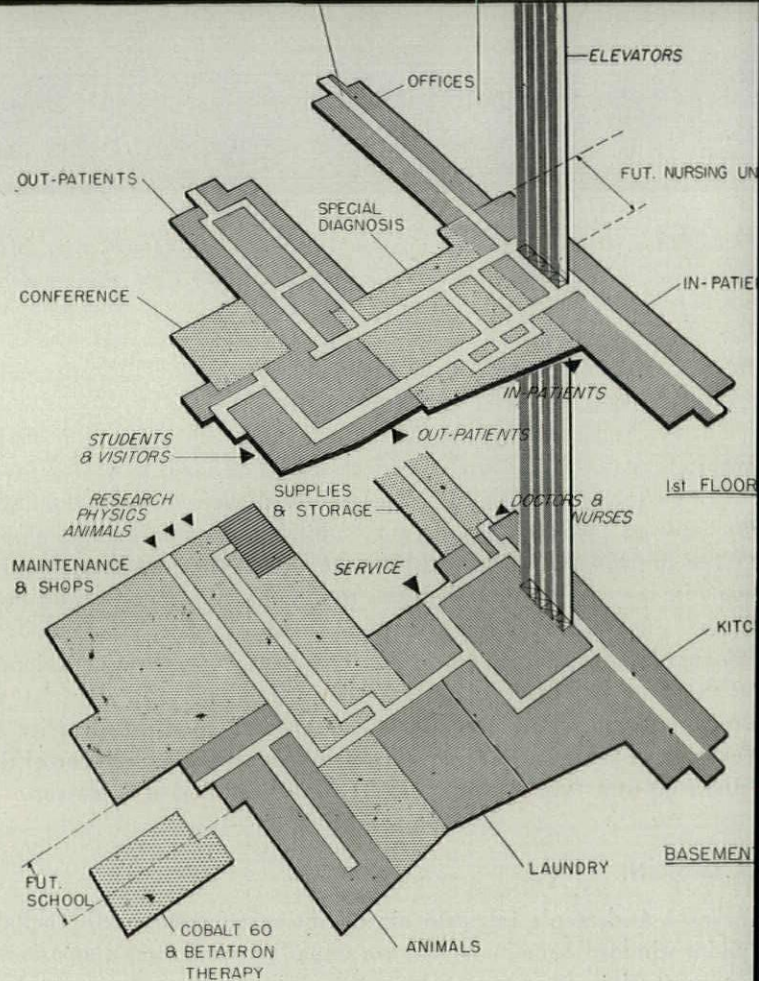 ELEVATORS
OFFICES
FUT. NURSING UN
OUT-PATIENTS
SPECIAL
DIAGNOSIS
IN-PATIE
CONFERENCE
IN-PATIENTS
OUT-PATIENTS
STUDENTS
& VISITORS
1st FLOOR
SUPPLIES
& STORAGE
DOCTORS &
NURSES
RESEARCH
PHYSICS
ANIMALS
MAINTENANCE
& SHOPS
SERVICE
KITC
LAUNDRY
BASEMENT
FUT.
SCHOOL
COBALT 60
& BETATRON
THERAPY
ANIMALS